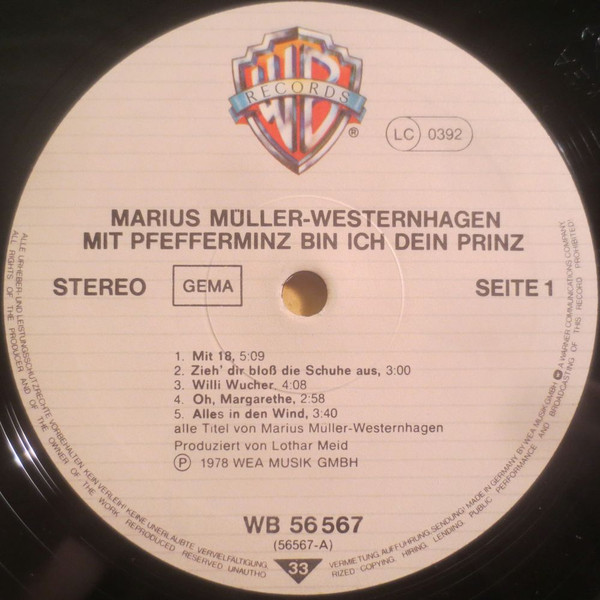 WB
RECORDS
®
LC 0392
MARIUS MÜLLER-WESTERNHAGEN
MIT PFEFFERMINZ BIN ICH DEIN PRINZ
STEREO GEMA SEITE 1
1. Mit 18, 5:09
2. Zieh' dir bloß die Schuhe aus, 3:00
3. Willi Wucher, 4:08
4. Oh, Margarethe, 2:58
5. Alles in den Wind, 3:40
alle Titel von Marius Müller-Westernhagen
Produziert von Lothar Meid
Ⓟ 1978 WEA MUSIK GMBH
WB 56 567
(56567-A)
33
ALLE URHEBER- UND LEISTUNGSSCHUTZRECHTE VORBEHALTEN. KEIN VERLEIH! KEINE UNERLAUBTE VERVIELFÄLTIGUNG, VERMIETUNG, AUFFÜHRUNG, SENDUNG! MADE IN GERMANY BY WEA MUSIK GMBH A WARNER COMMUNICATIONS COMPANY
ALL RIGHTS OF THE PRODUCER AND OF THE OWNER OF THE WORK REPRODUCED RESERVED UNAUTHORIZED COPYING, HIRING, LENDING, PUBLIC PERFORMANCE AND BROADCASTING OF THIS RECORD PROHIBITED!